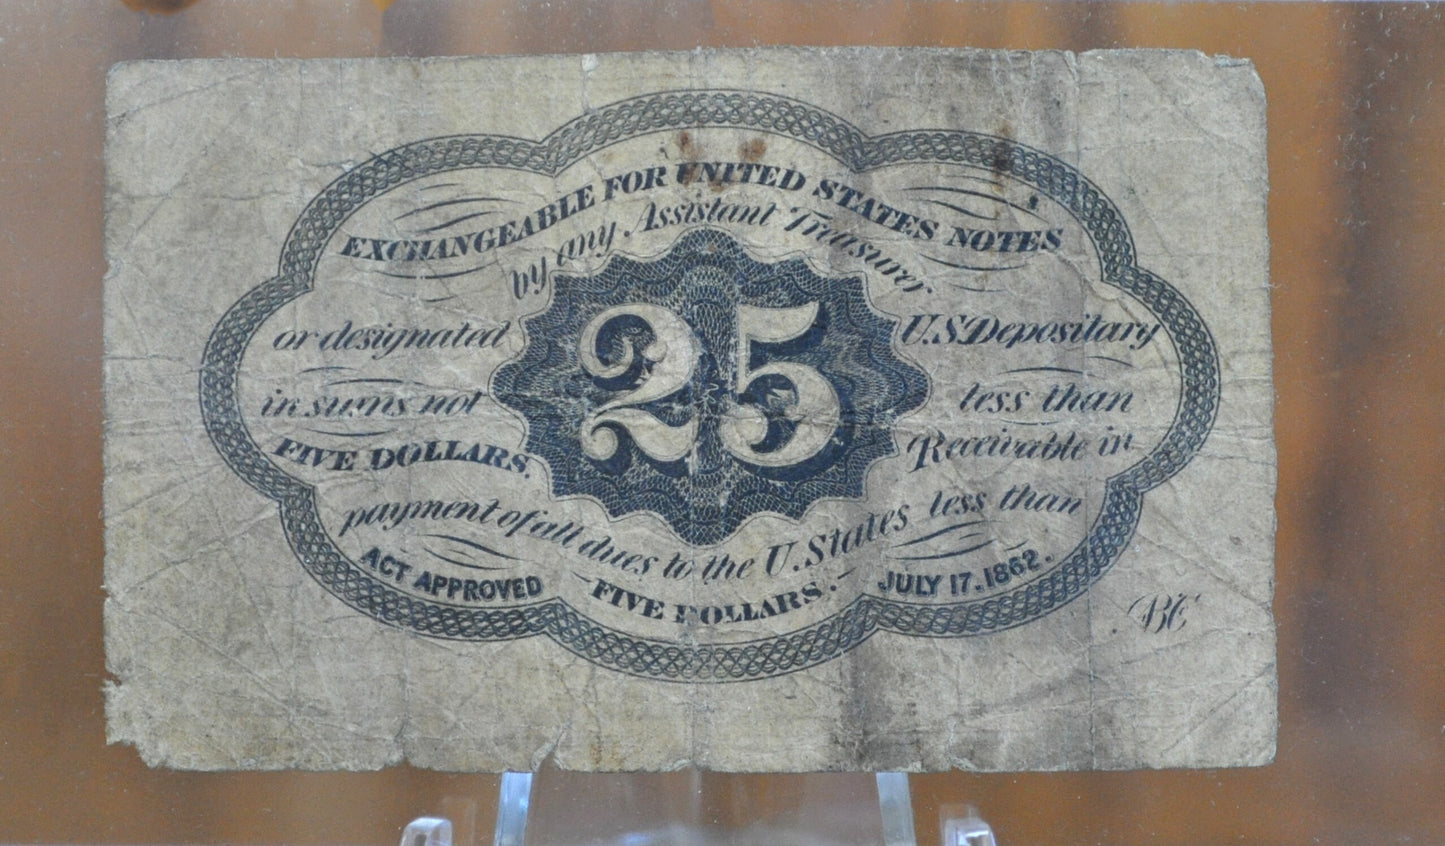 EXCHANGEABLE FOR UNITED STATES NOTES
by any Assistant Treasurer
or designated 25 U.S. Depositary
in sums not less than
FIVE DOLLARS. Receivable in
payment of all dues to the U. States less than
FIVE DOLLARS.
ACT APPROVED JULY 17. 1862.